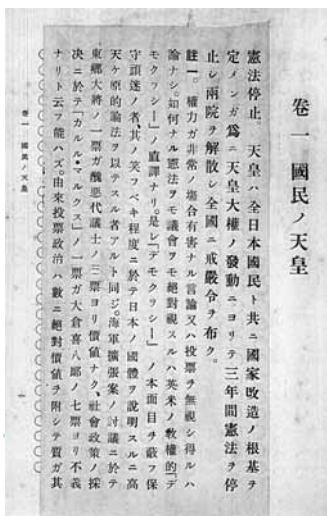 卷一 國民ノ天皇
憲法停止。天皇ハ全日本國民ト共ニ國家改造ノ根基ヲ
定メンガ爲ニ天皇大權ノ發動ニヨリテ三年間憲法ヲ停
止シ兩院ヲ解散シ全國ニ戒嚴令ヲ布ク。
註一。權力ガ非常ノ塲合有害ナル言論又ハ投票ヲ無視シ得ルハ
論ナシ。如何ナル憲法ヲモ議會ヲモ絕對視スルハ英米ノ敎權的「デ
モクラシー」ノ直譯ナリ。是レ「デモクラシー」ノ本面目ヲ蔽フ保
守頑迷ノ者其ノ笑フベキ程度ニ於テ日本ノ國體ヲ說明スルニ高
天ケ原的論法ヲ以テスル者アルト同ジ。海軍擴張案ノ討議ニ於テ
東鄕大將ノ一票ガ醜惡代議士ノ三票ヨリ價値ナク、社會政策ノ採
決ニ於テ「カルル・マルクス」ノ一票ガ大倉喜八郞ノ七票ヨリ不義
ナリト云フ能ハズ。由來投票政治ハ數ニ絕對價値ヲ附シテ質ガ其
卷一 國民ノ天皇